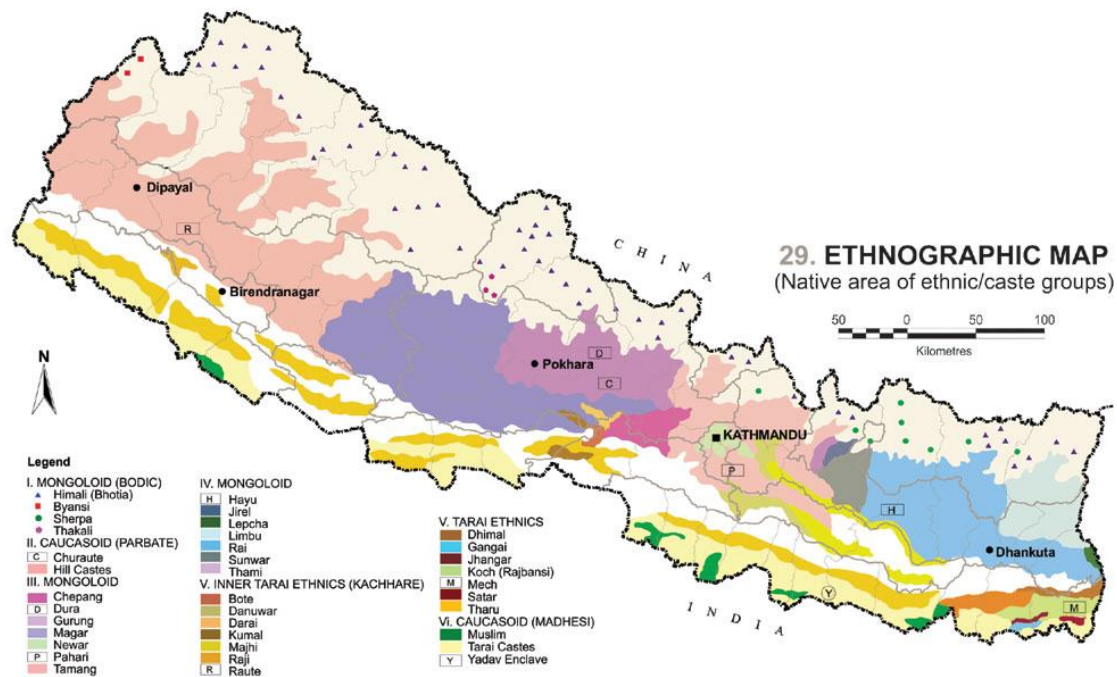 Dipayal
R
Birendranagar
CHINA
29. ETHNOGRAPHIC MAP
(Native area of ethnic/caste groups)
50 0 50 100
Kilometres
N
D
Pokhara
C
KATHMANDU
P
H
Dhankuta
M
Y
INDIA
Legend
I. MONGOLOID (BODIC)
Himali (Bhotia)
Byansi
Sherpa
Thakali
II. CAUCASOID (PARBATE)
C Churaute
Hill Castes
III. MONGOLOID
Chepang
D Dura
Gurung
Magar
Newar
P Pahari
Tamang
IV. MONGOLOID
H Hayu
Jirel
Lepcha
Limbu
Rai
Sunwar
Thami
V. INNER TARAI ETHNICS (KACHHARE)
Bote
Danuwar
Darai
Kumal
Majhi
Raji
R Raute
V. TARAI ETHNICS
Dhimal
Gangai
Jhangar
Koch (Rajbansi)
M Mech
Satar
Tharu
Vi. CAUCASOID (MADHESI)
Muslim
Tarai Castes
Y Yadav Enclave